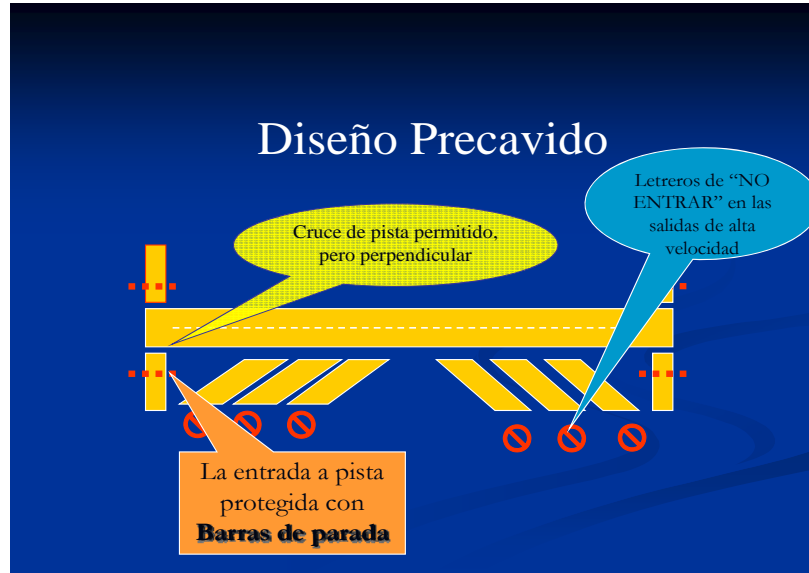 Diseño Precavido
Letreros de “NO
ENTRAR” en las
salidas de alta
velocidad
Cruce de pista permitido,
pero perpendicular
La entrada a pista
protegida con
Barras de parada